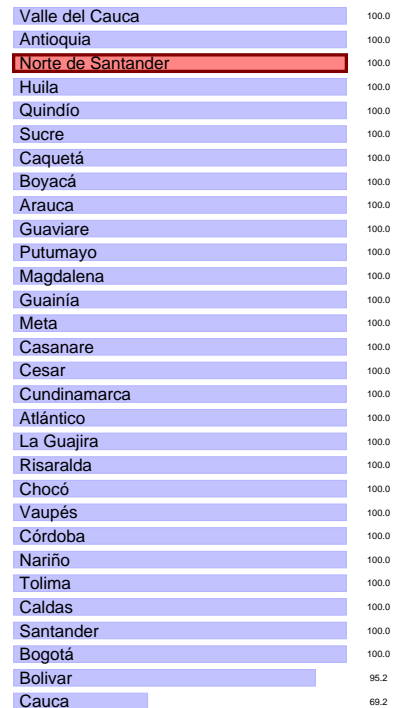 Valle del Cauca 100.0
Antioquia 100.0
Norte de Santander 100.0
Huila 100.0
Quindío 100.0
Sucre 100.0
Caquetá 100.0
Boyacá 100.0
Arauca 100.0
Guaviare 100.0
Putumayo 100.0
Magdalena 100.0
Guainía 100.0
Meta 100.0
Casanare 100.0
Cesar 100.0
Cundinamarca 100.0
Atlántico 100.0
La Guajira 100.0
Risaralda 100.0
Chocó 100.0
Vaupés 100.0
Córdoba 100.0
Nariño 100.0
Tolima 100.0
Caldas 100.0
Santander 100.0
Bogotá 100.0
Bolivar 95.2
Cauca 69.2